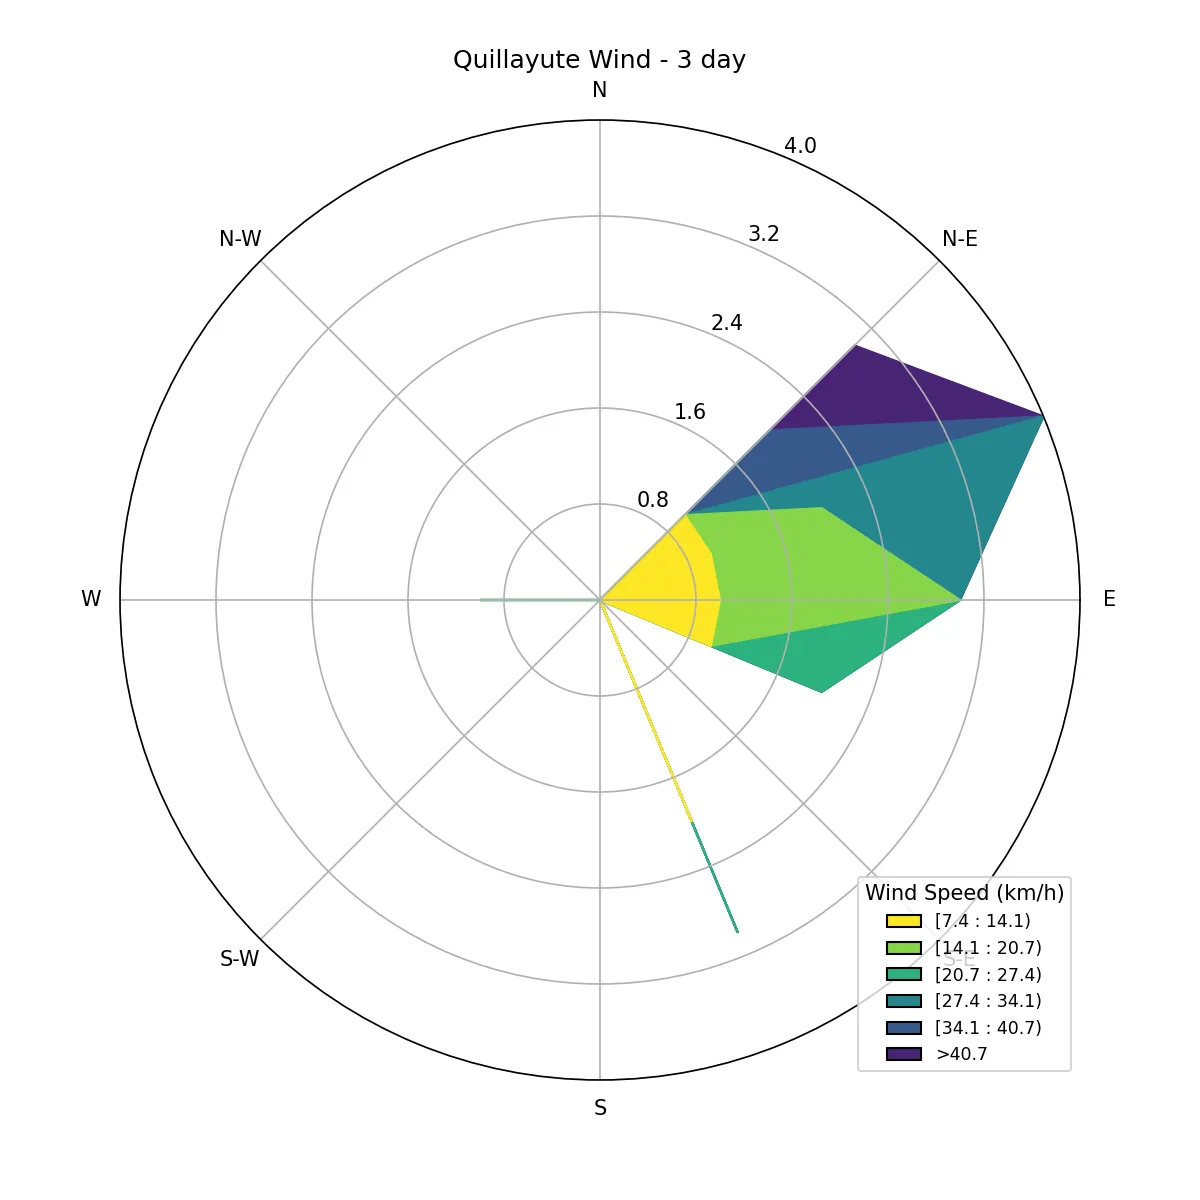 Quillayute Wind - 3 day
N
4.0
N-W
3.2
N-E
2.4
1.6
0.8
W
E
Wind Speed (km/h)
[7.4 : 14.1)
[14.1 : 20.7)
S-W
S-E
[20.7 : 27.4)
[27.4 : 34.1)
[34.1 : 40.7)
>40.7
S